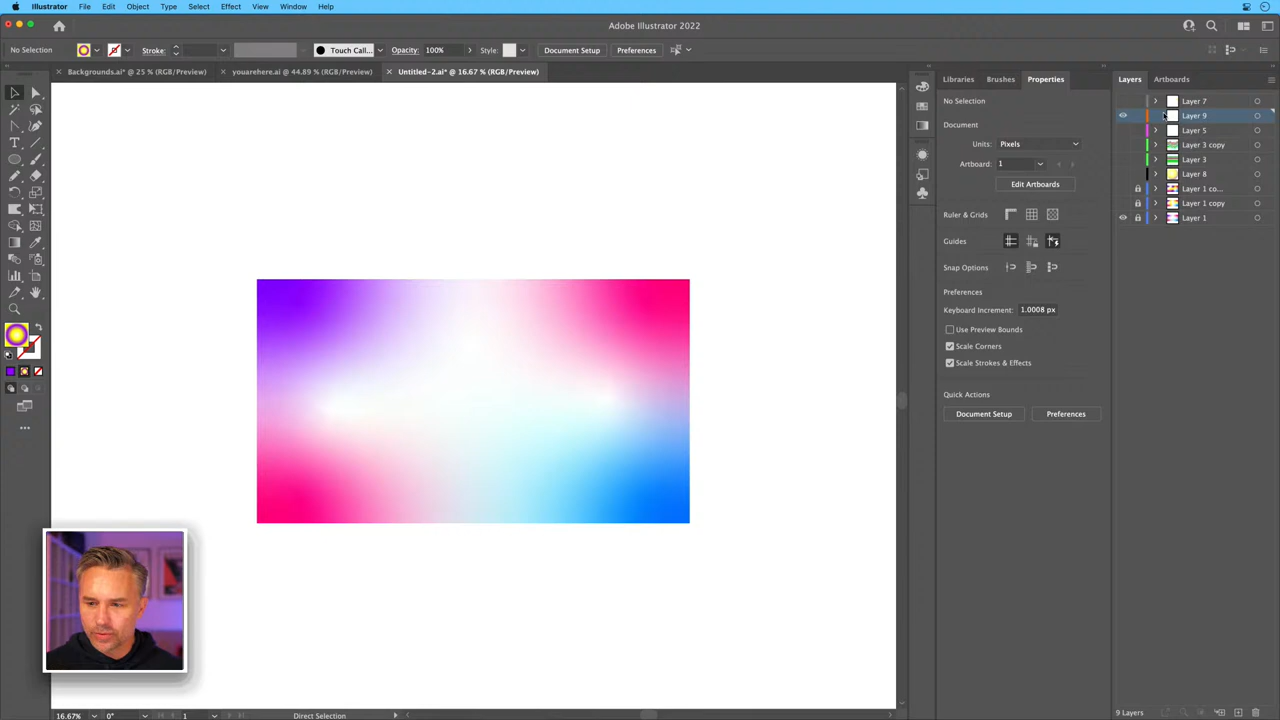 Illustrator File Edit Object Type Select Effect View Window Help
Adobe Illustrator 2022
No Selection Stroke: Touch Call... Opacity: 100% Style: Document Setup Preferences
Backgrounds.ai* @ 25 % (RGB/Preview) youarehere.ai @ 44.89 % (RGB/Preview) Untitled-2.ai* @ 16.67 % (RGB/Preview)
Libraries Brushes Properties
No Selection
Document
Units: Pixels
Artboard: 1
Edit Artboards
Ruler & Grids
Guides
Snap Options
Preferences
Keyboard Increment: 1.0008 px
Use Preview Bounds
Scale Corners
Scale Strokes & Effects
Quick Actions
Document Setup Preferences
Layers Artboards
Layer 7
Layer 9
Layer 5
Layer 3 copy
Layer 3
Layer 8
Layer 1 co...
Layer 1 copy
Layer 1
16.67% 0° 1 Direct Selection
9 Layers